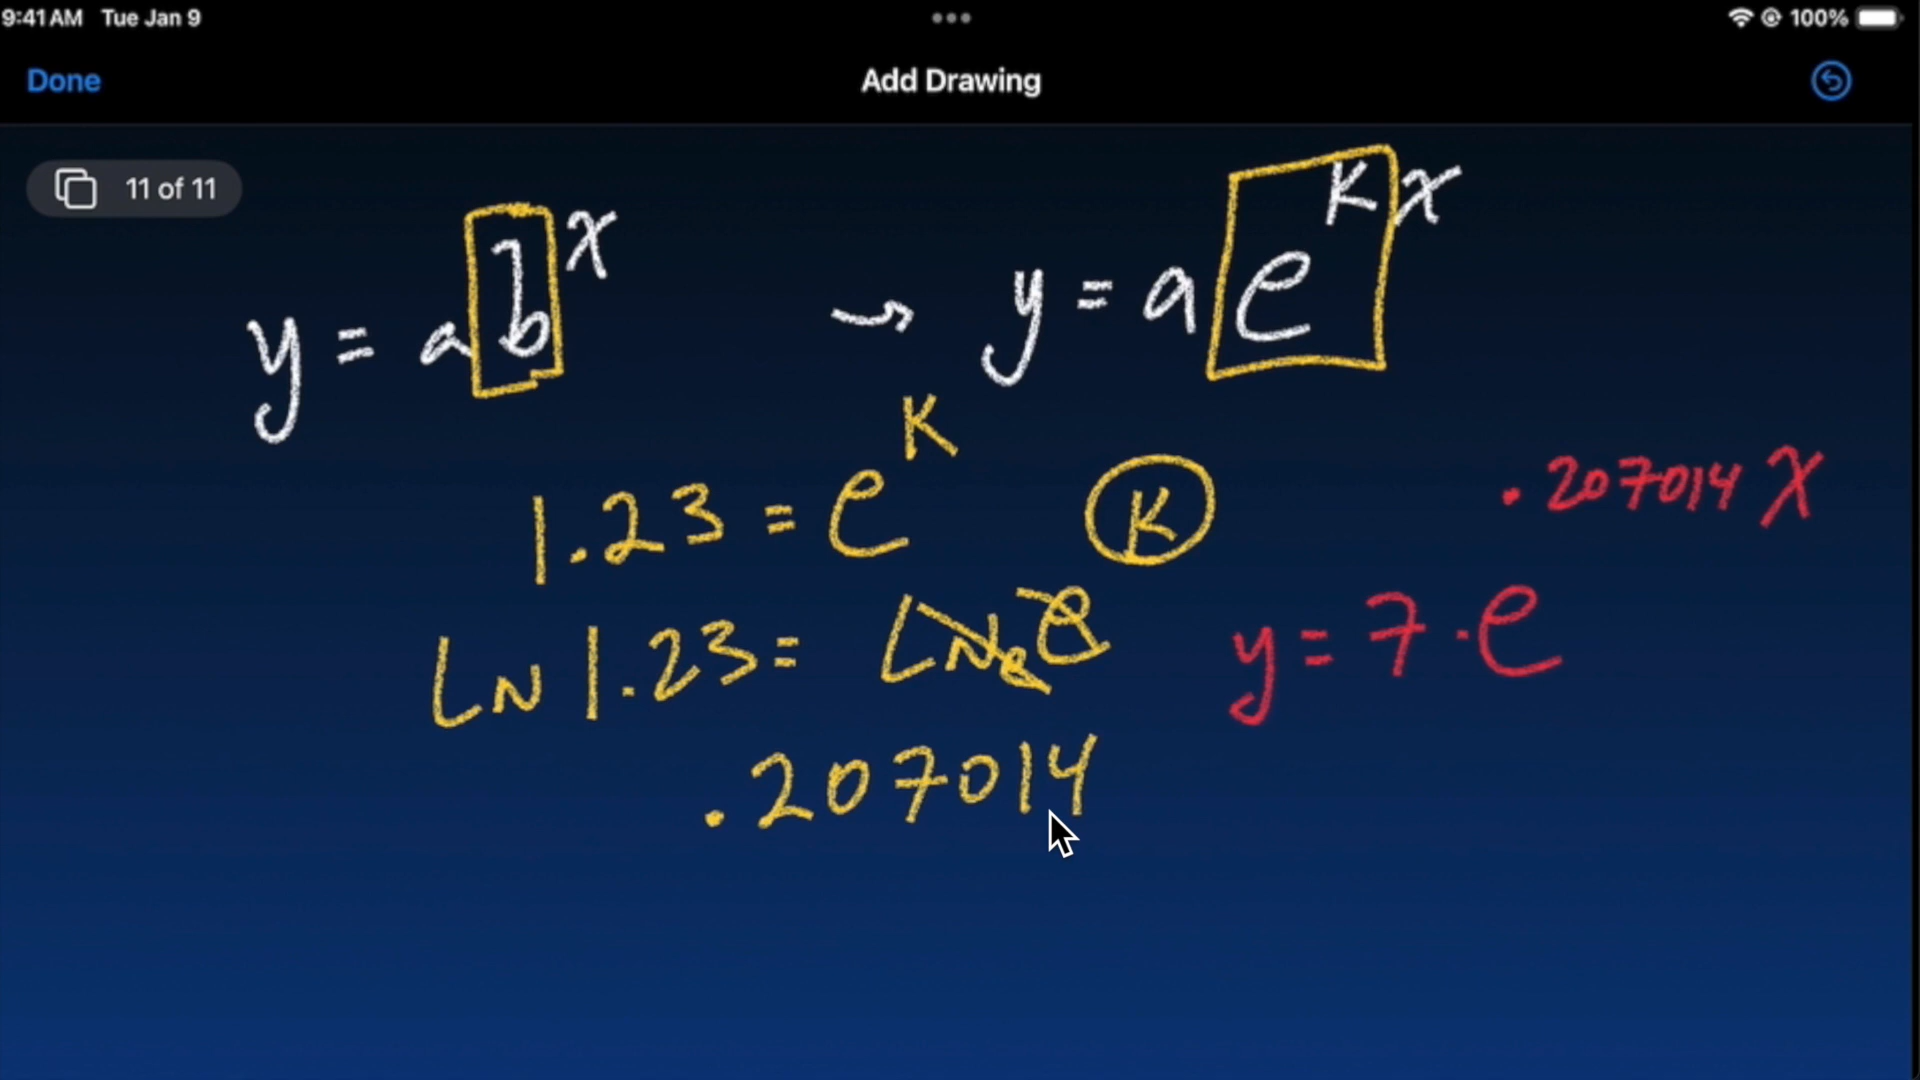 9:41 AM Tue Jan 9
100%
Done
Add Drawing
11 of 11
y = ab^x → y = ae^Kx
1.23 = e^K
K
.207014 X
LN 1.23 = LN_e e
y = 7 · e
.207014